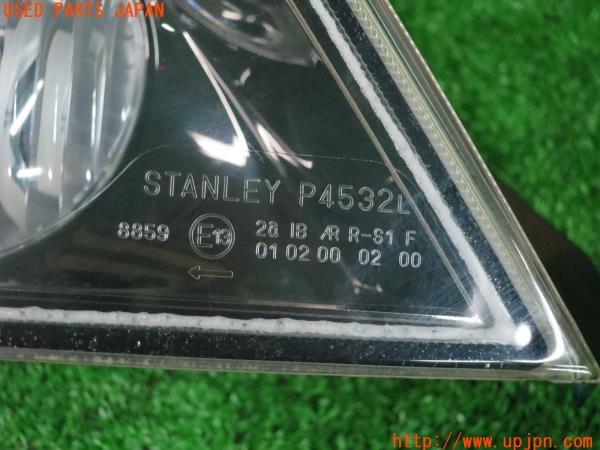 USED PARTS JAPAN
STANLEY P4532L
8859 E13 2a IB AR R-S1 F
01 02 00 02 00
←
http://www.upjpn.com/